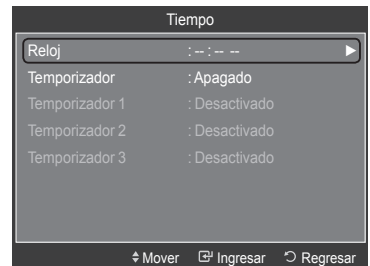 Tiempo
Reloj : -- : -- --
Temporizador : Apagado
Temporizador 1 : Desactivado
Temporizador 2 : Desactivado
Temporizador 3 : Desactivado
Mover Ingresar Regresar